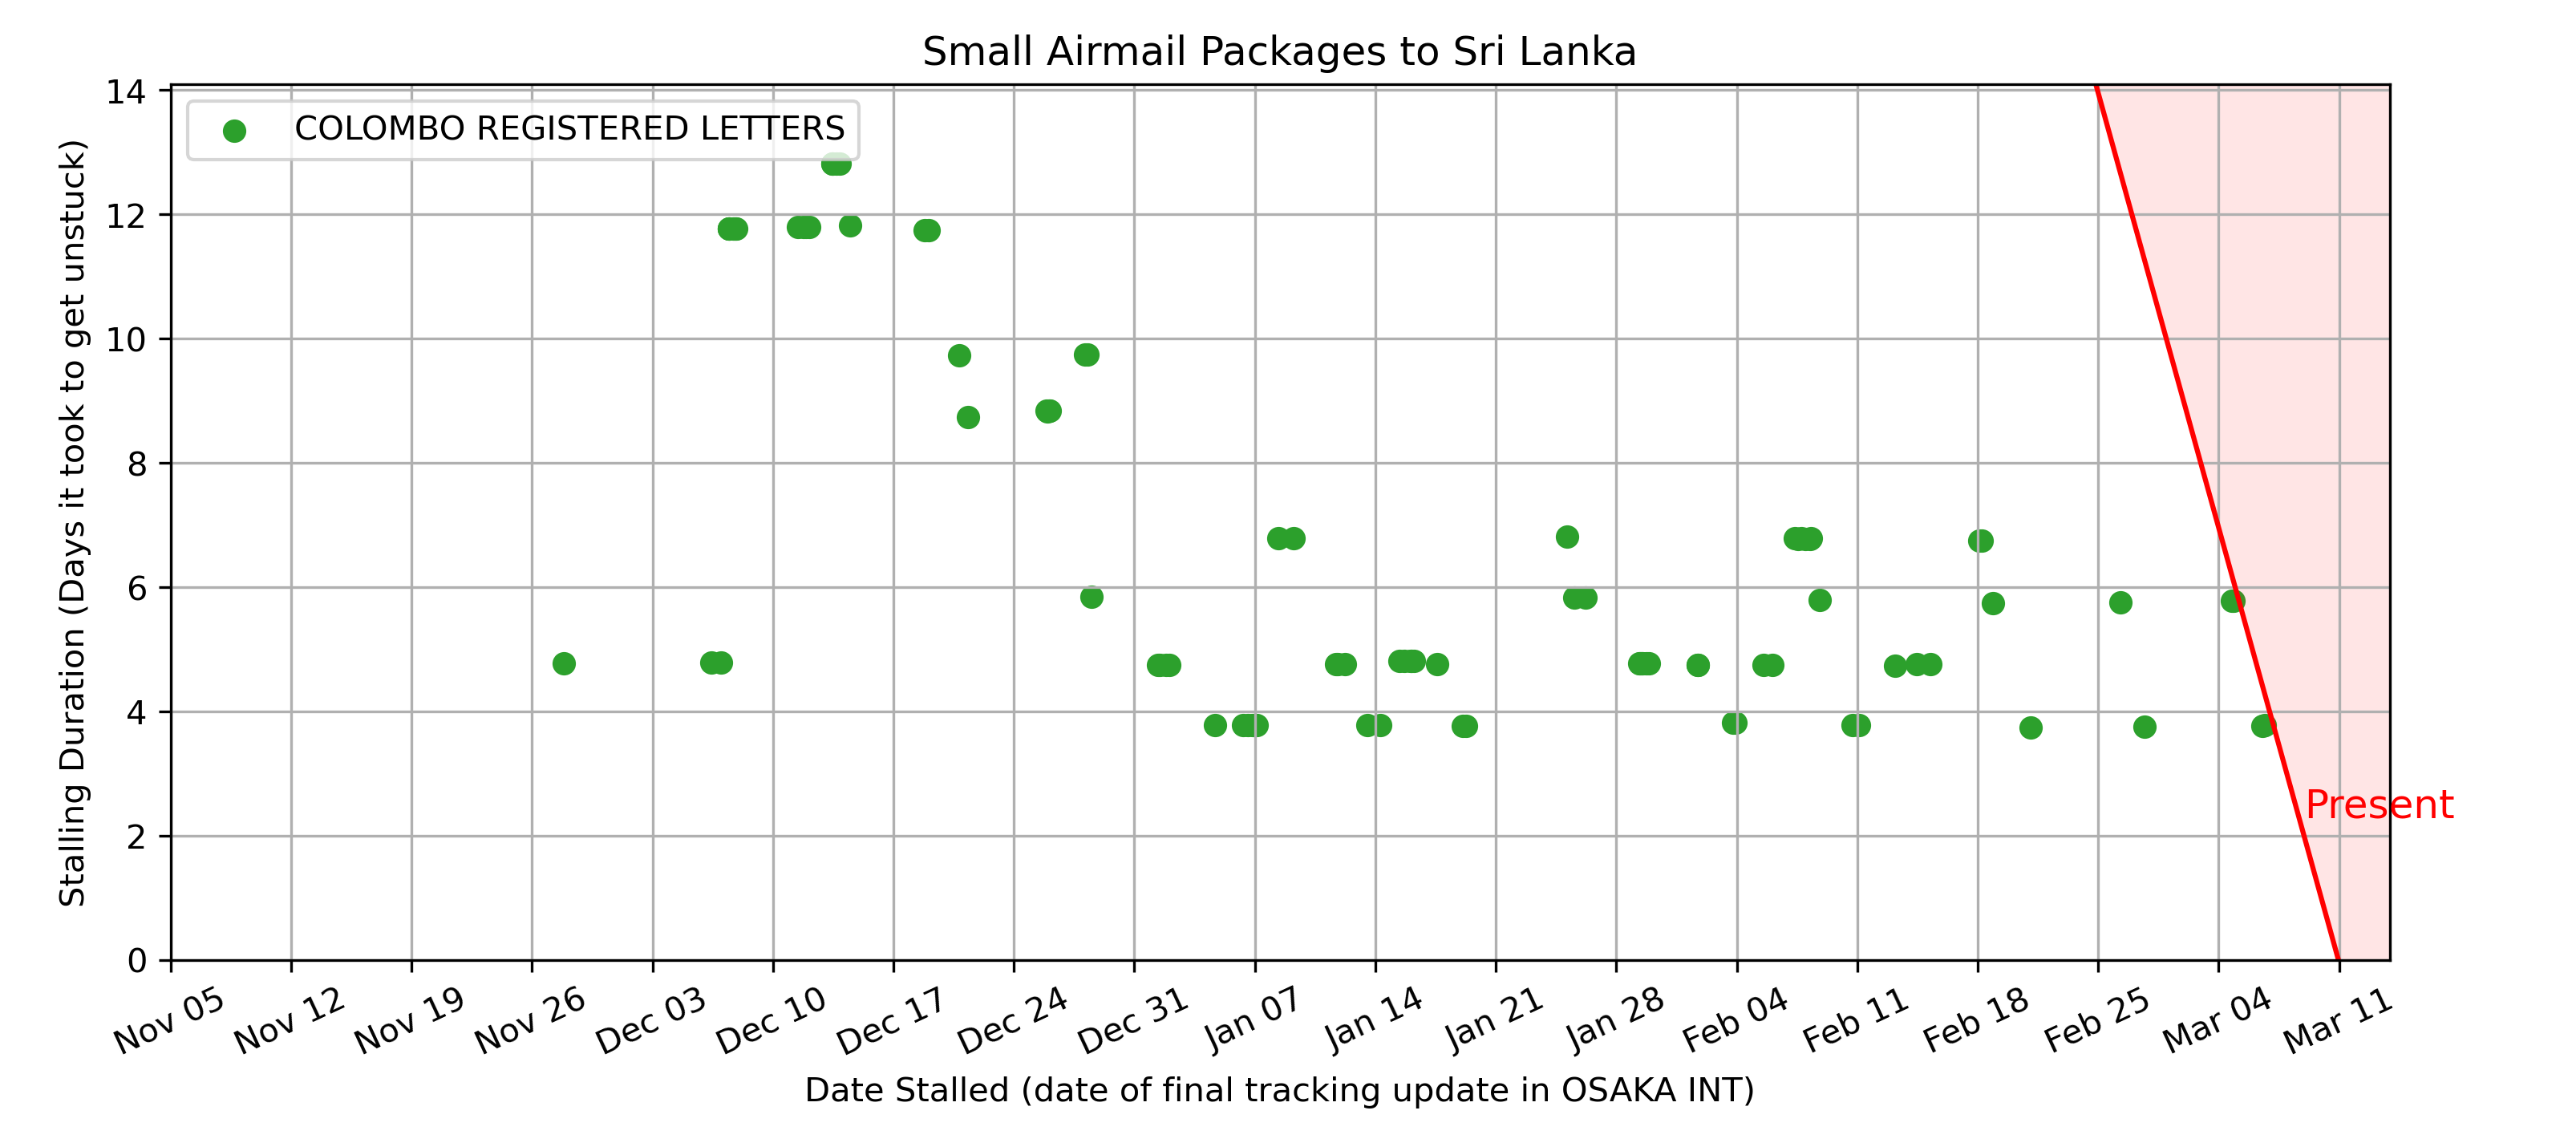 Small Airmail Packages to Sri Lanka
COLOMBO REGISTERED LETTERS
Stalling Duration (Days it took to get unstuck)
14
12
10
8
6
4
2
0
Present
Nov 05
Nov 12
Nov 19
Nov 26
Dec 03
Dec 10
Dec 17
Dec 24
Dec 31
Jan 07
Jan 14
Jan 21
Jan 28
Feb 04
Feb 11
Feb 18
Feb 25
Mar 04
Mar 11
Date Stalled (date of final tracking update in OSAKA INT)